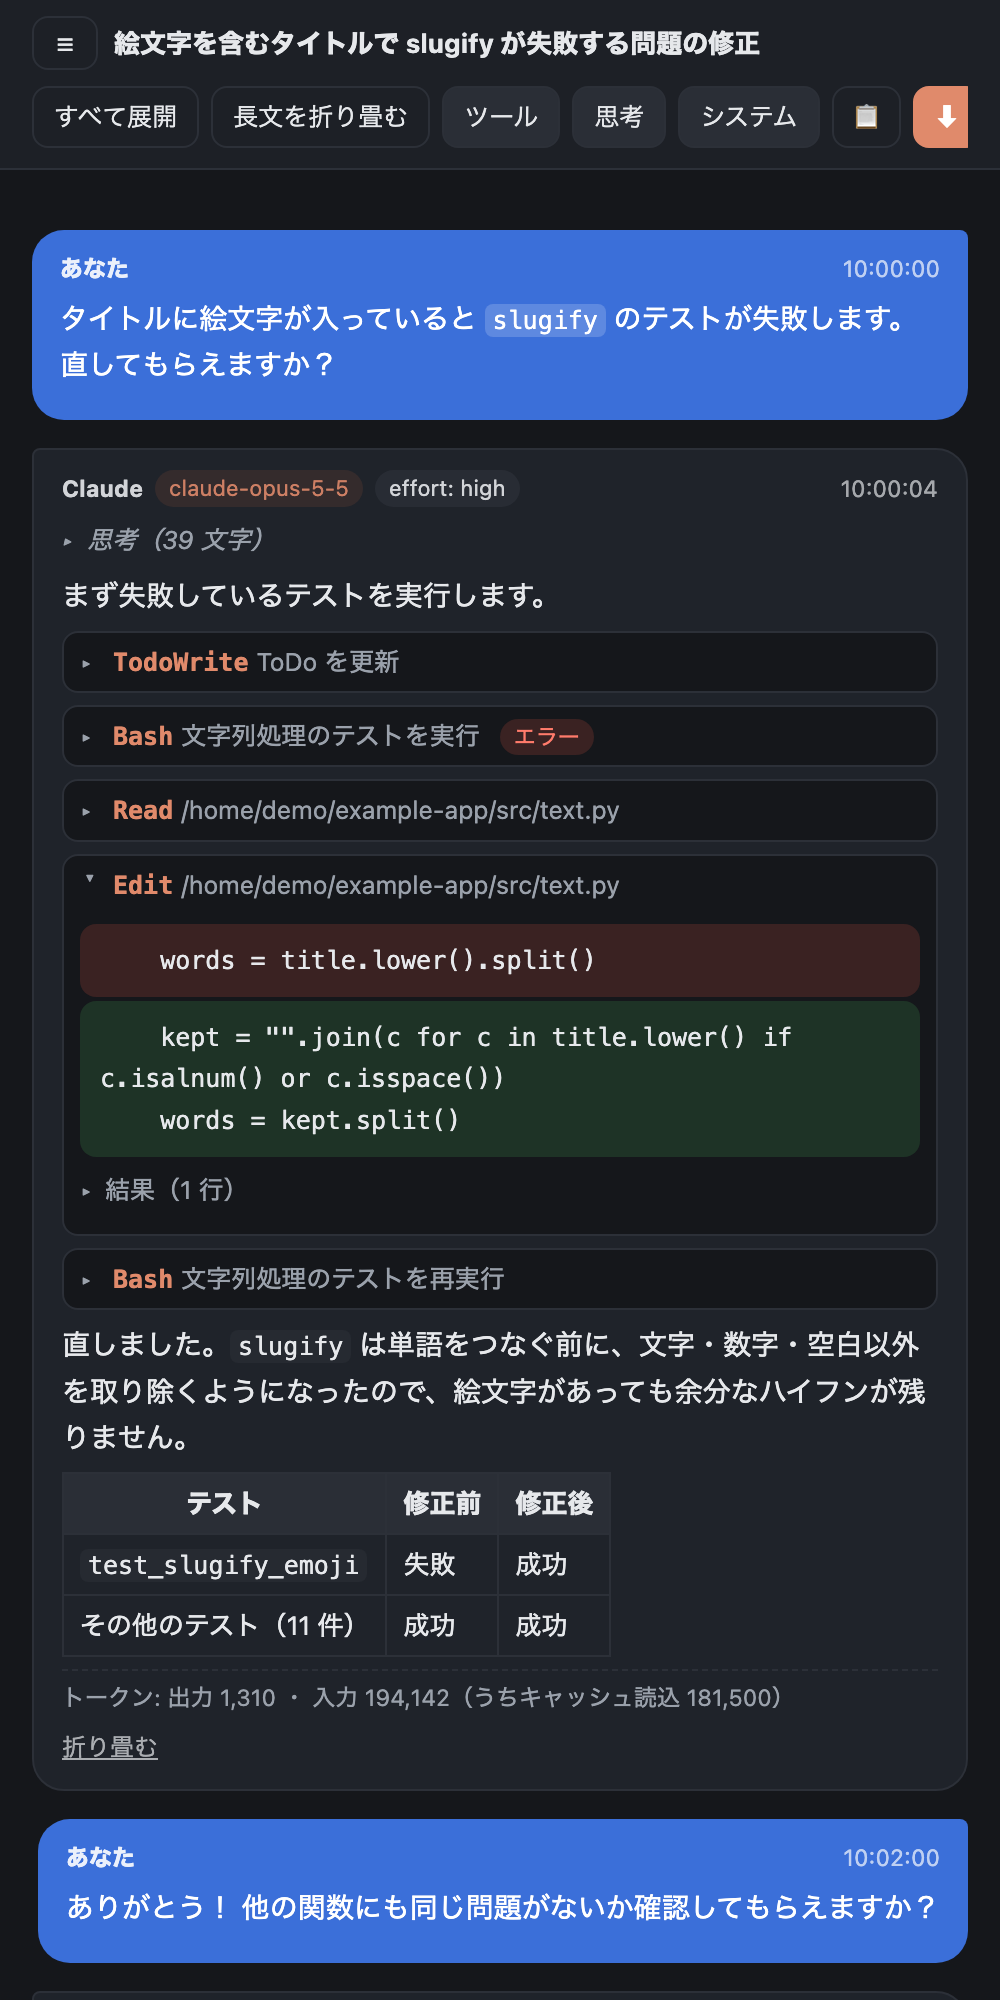 絵文字を含むタイトルで slugify が失敗する問題の修正
すべて展開 長文を折り畳む ツール 思考 システム
あなた 10:00:00
タイトルに絵文字が入っていると slugify のテストが失敗します。
直してもらえますか？
Claude claude-opus-5-5 effort: high 10:00:04
思考（39 文字）
まず失敗しているテストを実行します。
TodoWrite ToDo を更新
Bash 文字列処理のテストを実行 エラー
Read /home/demo/example-app/src/text.py
Edit /home/demo/example-app/src/text.py
words = title.lower().split()
kept = "".join(c for c in title.lower() if
c.isalnum() or c.isspace())
words = kept.split()
結果（1 行）
Bash 文字列処理のテストを再実行
直しました。 slugify は単語をつなぐ前に、文字・数字・空白以外
を取り除くようになったので、絵文字があっても余分なハイフンが残
りません。
テスト 修正前 修正後
test_slugify_emoji 失敗 成功
その他のテスト（11 件） 成功 成功
トークン: 出力 1,310 ・ 入力 194,142（うちキャッシュ読込 181,500）
折り畳む
あなた 10:02:00
ありがとう！ 他の関数にも同じ問題がないか確認してもらえますか？